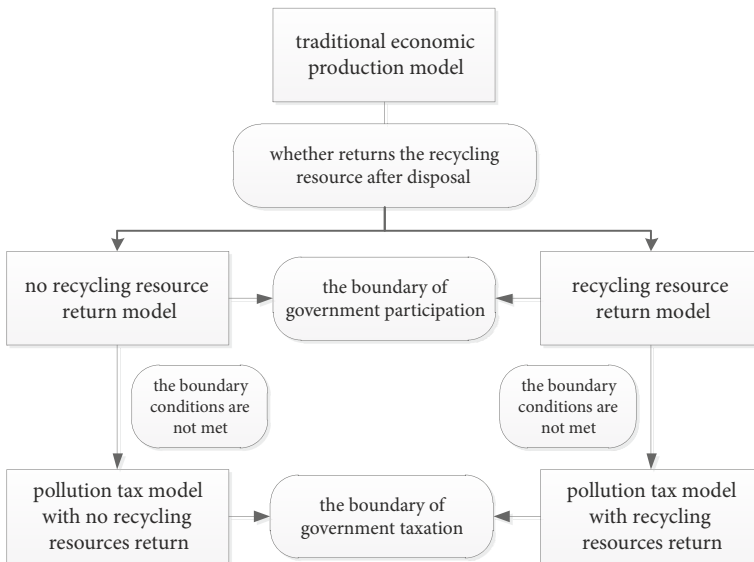 traditional economic
production model
whether returns the recycling
resource after disposal
no recycling resource
return model
the boundary of
government participation
recycling resource
return model
the boundary
conditions are
not met
the boundary
conditions are
not met
pollution tax model
with no recycling
resources return
the boundary of
government taxation
pollution tax model
with recycling
resources return